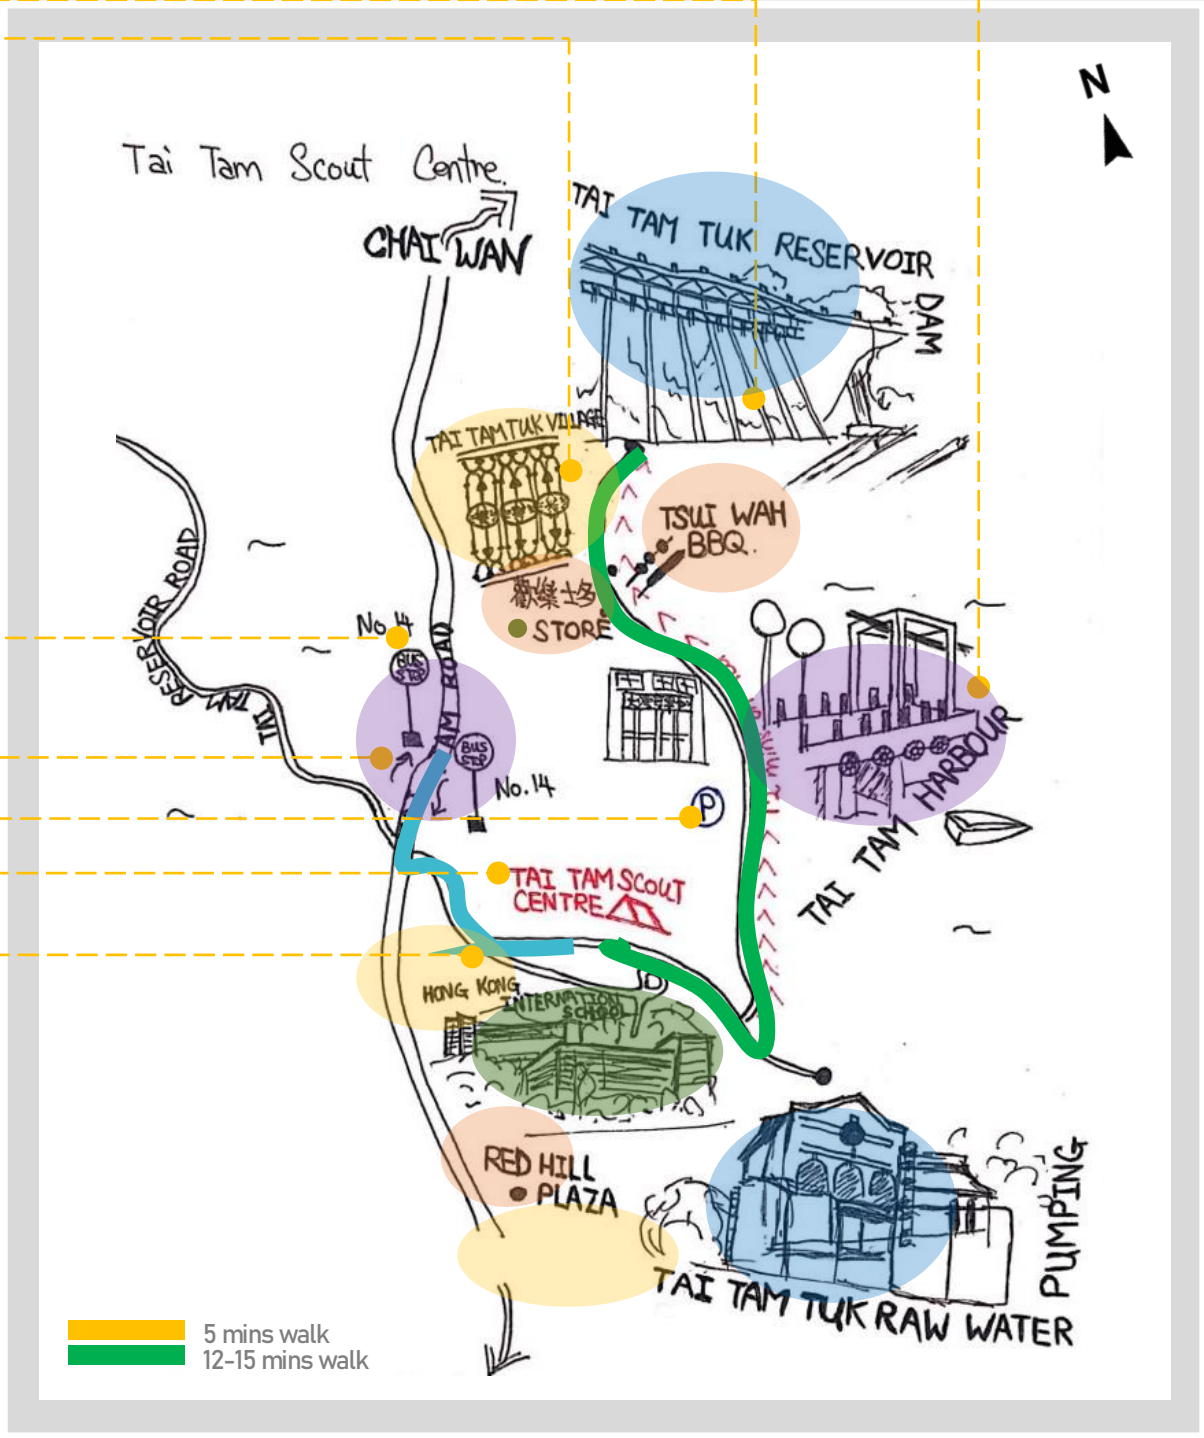 N
Tai Tam Scout Centre.
CHAI WAN
TAI TAM TUK RESERVOIR
DAM
TAI TAM TUK VILLAGE
TSUI WAH
BBQ.
歡樂士多
STORE
RESERVOIR ROAD
TAI TAM
No.14
BUS
STOP
AM ROAD
BUS
STOP
No.14
P
TAI TAM HARBOUR
TAI TAM SCOUT
CENTRE
HONG KONG
INTERNATION
SCHOOL
RED HILL
PLAZA
TAI TAM TUK RAW WATER
PUMPING
5 mins walk
12-15 mins walk